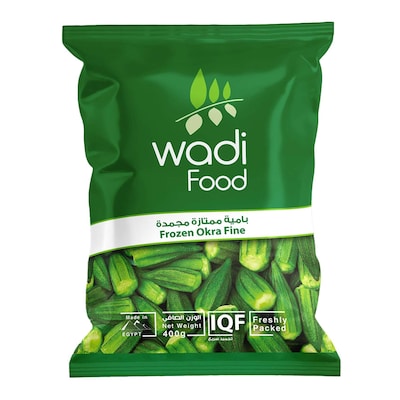 wadi
Food
بامية ممتازة مجمدة
Frozen Okra Fine
Made in
EGYPT
الوزن الصافي
Net Weight
400g
IQF
Freshly
Packed